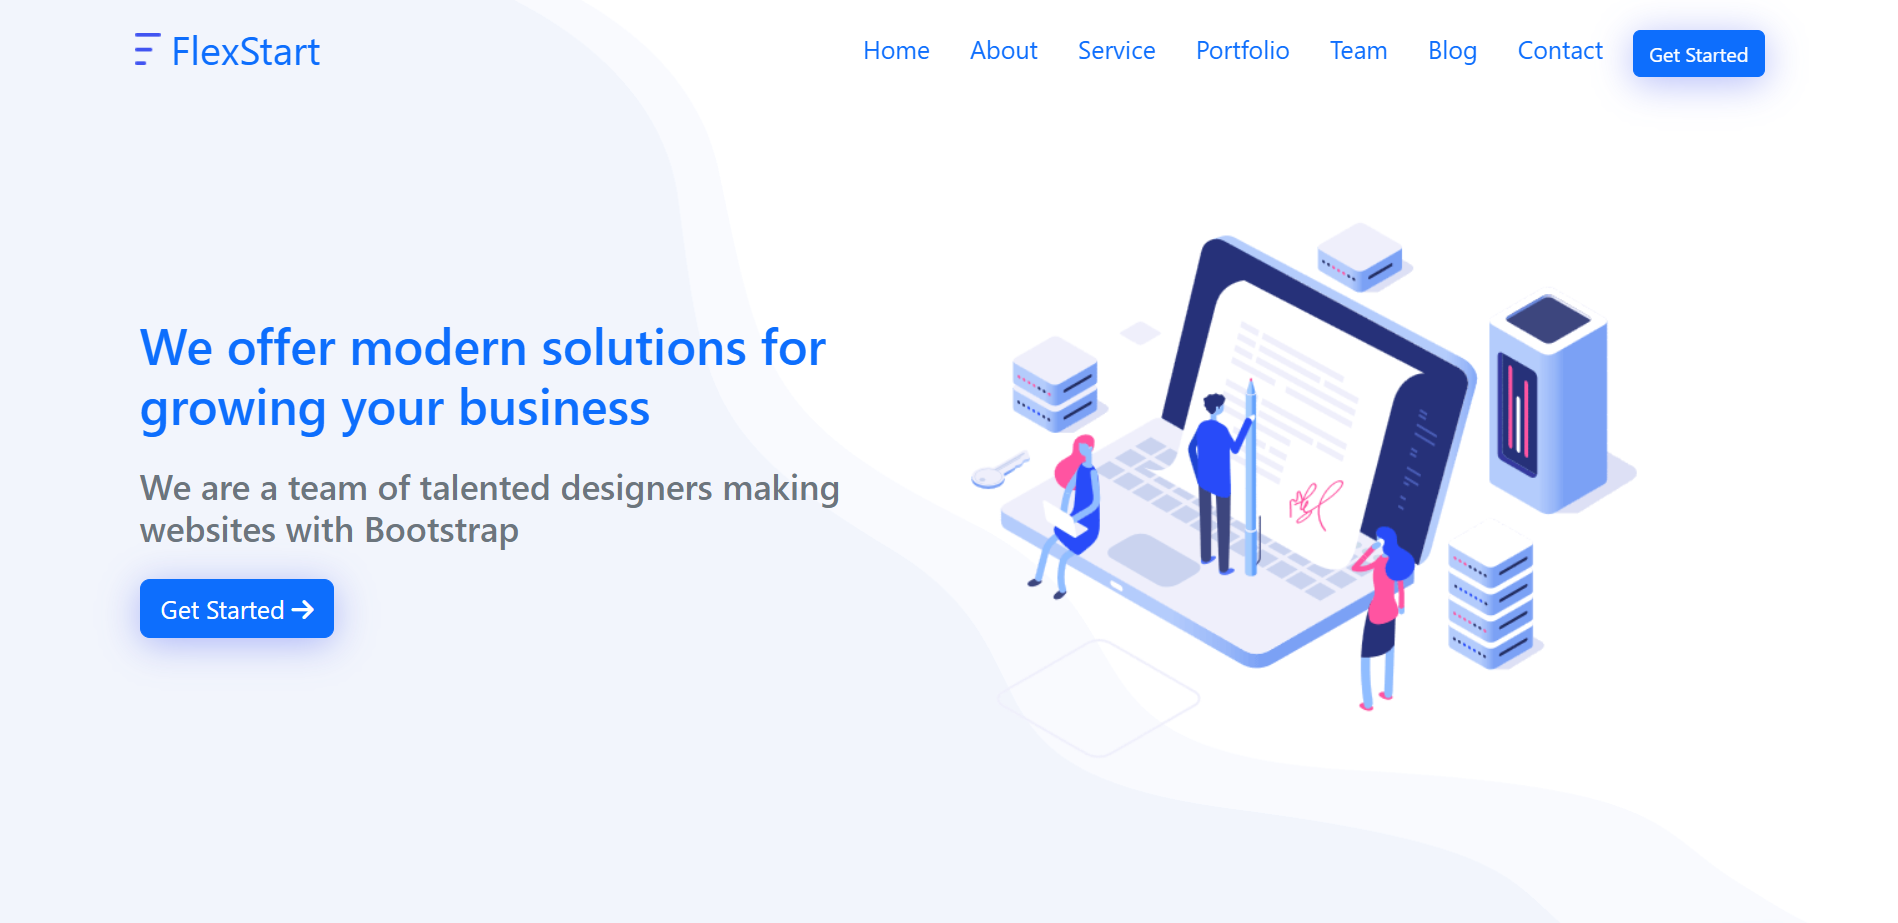 FlexStart
Home About Service Portfolio Team Blog Contact Get Started
We offer modern solutions for
growing your business
We are a team of talented designers making
websites with Bootstrap
Get Started